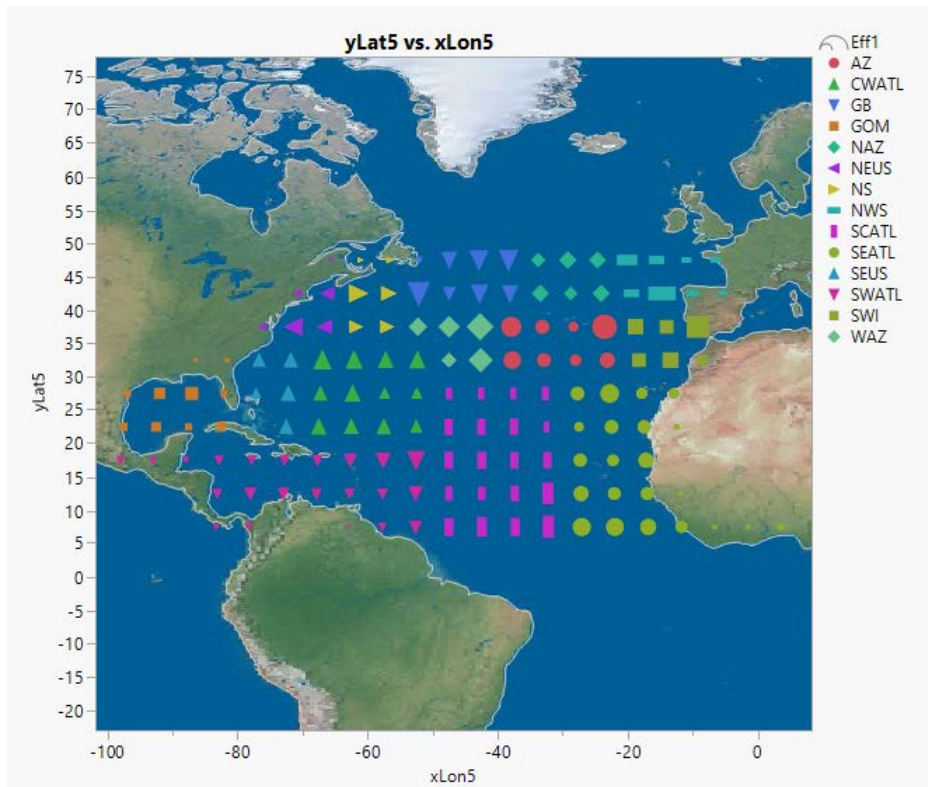 yLat5 vs. xLon5
Eff1
AZ
CWATL
GB
GOM
NAZ
NEUS
NS
NWS
SCATL
SEATL
SEUS
SWATL
SWI
WAZ
yLat5
75
70
65
60
55
50
45
40
35
30
25
20
15
10
5
0
-5
-10
-15
-20
-100
-80
-60
-40
-20
0
xLon5